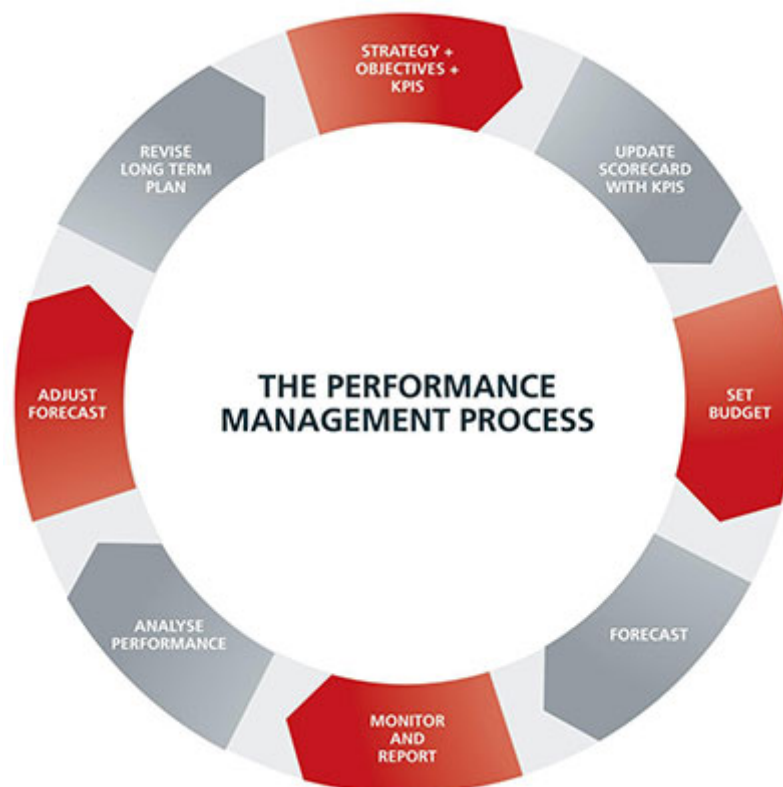 STRATEGY +
OBJECTIVES +
KPIS
UPDATE
SCORECARD
WITH KPIS
SET
BUDGET
FORECAST
MONITOR
AND
REPORT
ANALYSE
PERFORMANCE
ADJUST
FORECAST
REVISE
LONG TERM
PLAN
THE PERFORMANCE
MANAGEMENT PROCESS